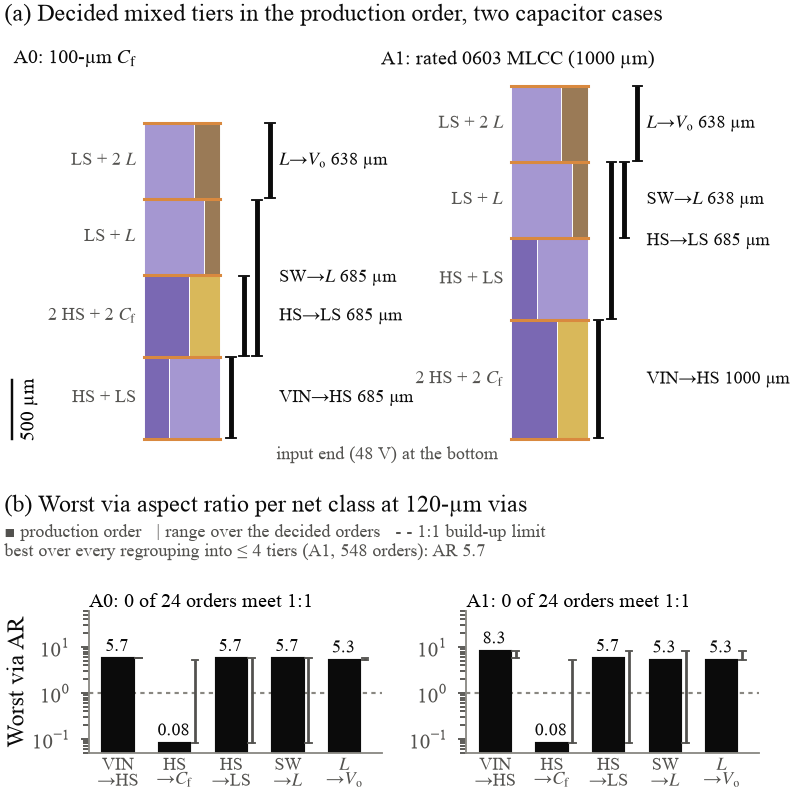 (a) Decided mixed tiers in the production order, two capacitor cases
A0: 100-µm Cf
A1: rated 0603 MLCC (1000 µm)
LS + 2 L
L→Vo 638 µm
LS + L
SW→L 685 µm
2 HS + 2 Cf
HS→LS 685 µm
HS + LS
VIN→HS 685 µm
500 µm
LS + 2 L
L→Vo 638 µm
LS + L
SW→L 638 µm
HS→LS 685 µm
HS + LS
2 HS + 2 Cf
VIN→HS 1000 µm
input end (48 V) at the bottom
(b) Worst via aspect ratio per net class at 120-µm vias
■ production order | range over the decided orders - - 1:1 build-up limit
best over every regrouping into ≤ 4 tiers (A1, 548 orders): AR 5.7
A0: 0 of 24 orders meet 1:1
Worst via AR
10¹
10⁰
10⁻¹
5.7
0.08
5.7
5.7
5.3
VIN
→HS
HS
→Cf
HS
→LS
SW
→L
L
→Vo
A1: 0 of 24 orders meet 1:1
10¹
10⁰
10⁻¹
8.3
0.08
5.7
5.3
5.3
VIN
→HS
HS
→Cf
HS
→LS
SW
→L
L
→Vo